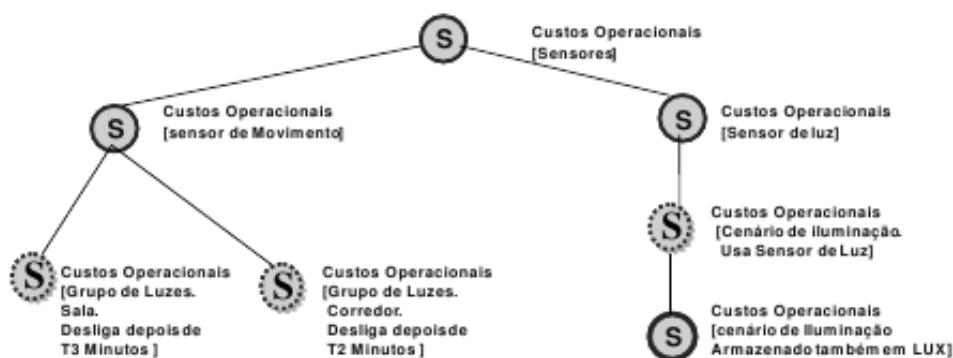 S
Custos Operacionais
[Sensores]
S
Custos Operacionais
[sensor de Movimento]
S
Custos Operacionais
[Sensor de luz]
S
Custos Operacionais
[Cenário de iluminação.
Usa Sensor de Luz]
S
Custos Operacionais
[Grupo de Luzes.
Sala.
Desliga depois de
T3 Minutos ]
S
Custos Operacionais
[Grupo de Luzes.
Corredor.
Desliga depois de
T2 Minutos ]
S
Custos Operacionais
[cenário de Iluminação
Armazenado também em LUX]